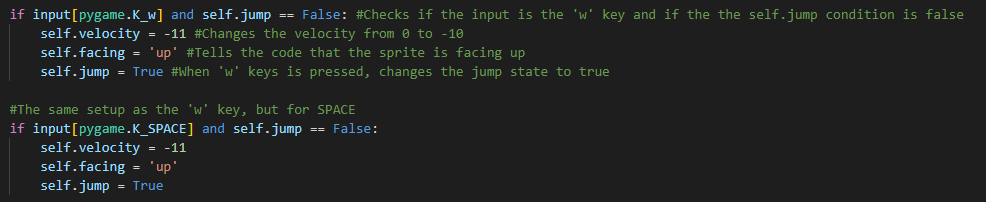 if input[pygame.K_w] and self.jump == False: #Checks if the input is the 'w' key and if the the self.jump condition is false
    self.velocity = -11 #Changes the velocity from 0 to -10
    self.facing = 'up' #Tells the code that the sprite is facing up
    self.jump = True #When 'w' keys is pressed, changes the jump state to true

#The same setup as the 'w' key, but for SPACE
if input[pygame.K_SPACE] and self.jump == False:
    self.velocity = -11
    self.facing = 'up'
    self.jump = True